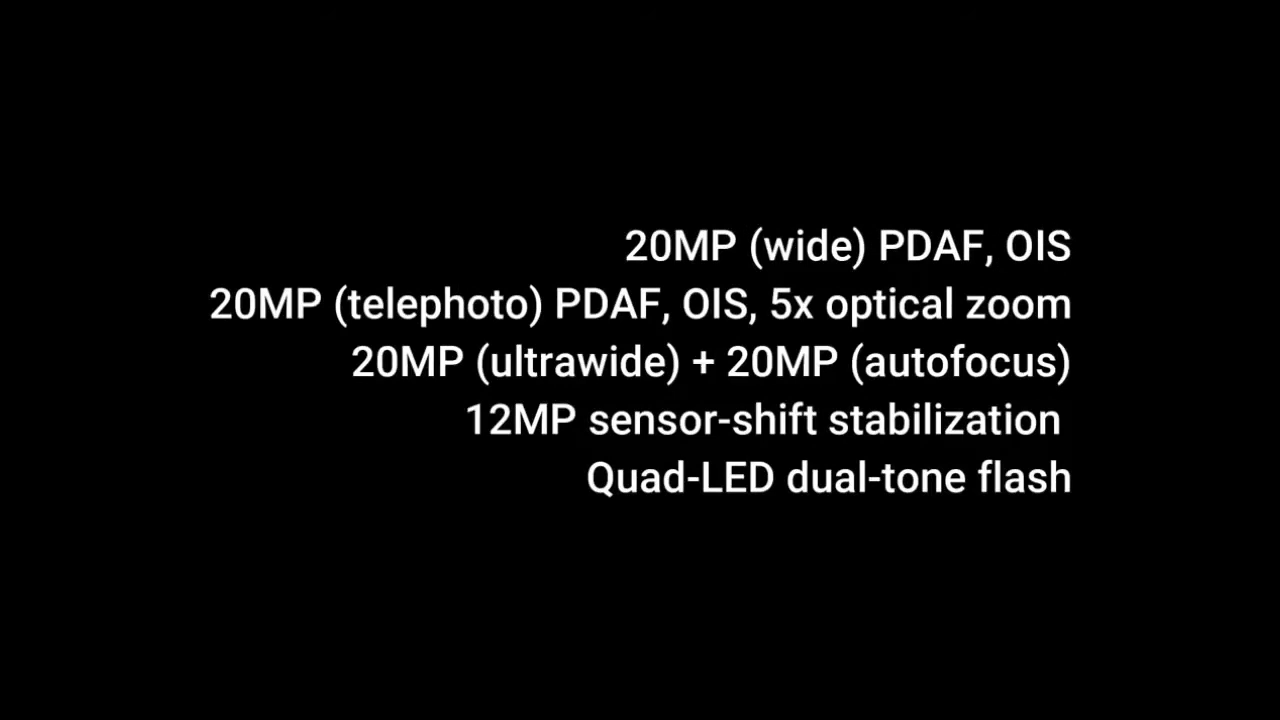 20MP (wide) PDAF, OIS
20MP (telephoto) PDAF, OIS, 5x optical zoom
20MP (ultrawide) + 20MP (autofocus)
12MP sensor-shift stabilization
Quad-LED dual-tone flash